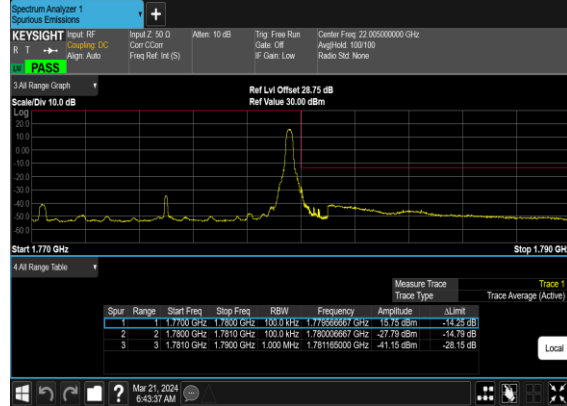 Spectrum Analyzer 1
Spurious Emissions
KEYSIGHT Input: RF Input Z: 50 Ω Atten: 10 dB Trig: Free Run Center Freq: 22.005000000 GHz
R T Coupling: DC Corr CCorr Gate: Off Avg|Hold: 100/100
Align: Auto Freq Ref: Int (S) IF Gain: Low Radio Std: None
PASS
3 All Range Graph
Ref Lvl Offset 28.75 dB
Scale/Div 10.0 dB Ref Value 30.00 dBm
Log
20.0
10.0
0.00
-10.0
-20.0
-30.0
-40.0
-50.0
-60.0
Start 1.770 GHz Stop 1.790 GH
4 All Range Table
Measure Trace Trace 1
Trace Type Trace Average (Active)
Spur Range Start Freq Stop Freq RBW Frequency Amplitude ΔLimit
1 1 1.7700 GHz 1.7800 GHz 100.0 kHz 1.779566667 GHz 15.75 dBm -14.25 dB
2 2 1.7800 GHz 1.7810 GHz 100.0 kHz 1.780006667 GHz -27.79 dBm -14.79 dB
3 3 1.7810 GHz 1.7900 GHz 1.000 MHz 1.781165000 GHz -41.15 dBm -28.15 dB
Local
Mar 21, 2024
6:43:37 AM